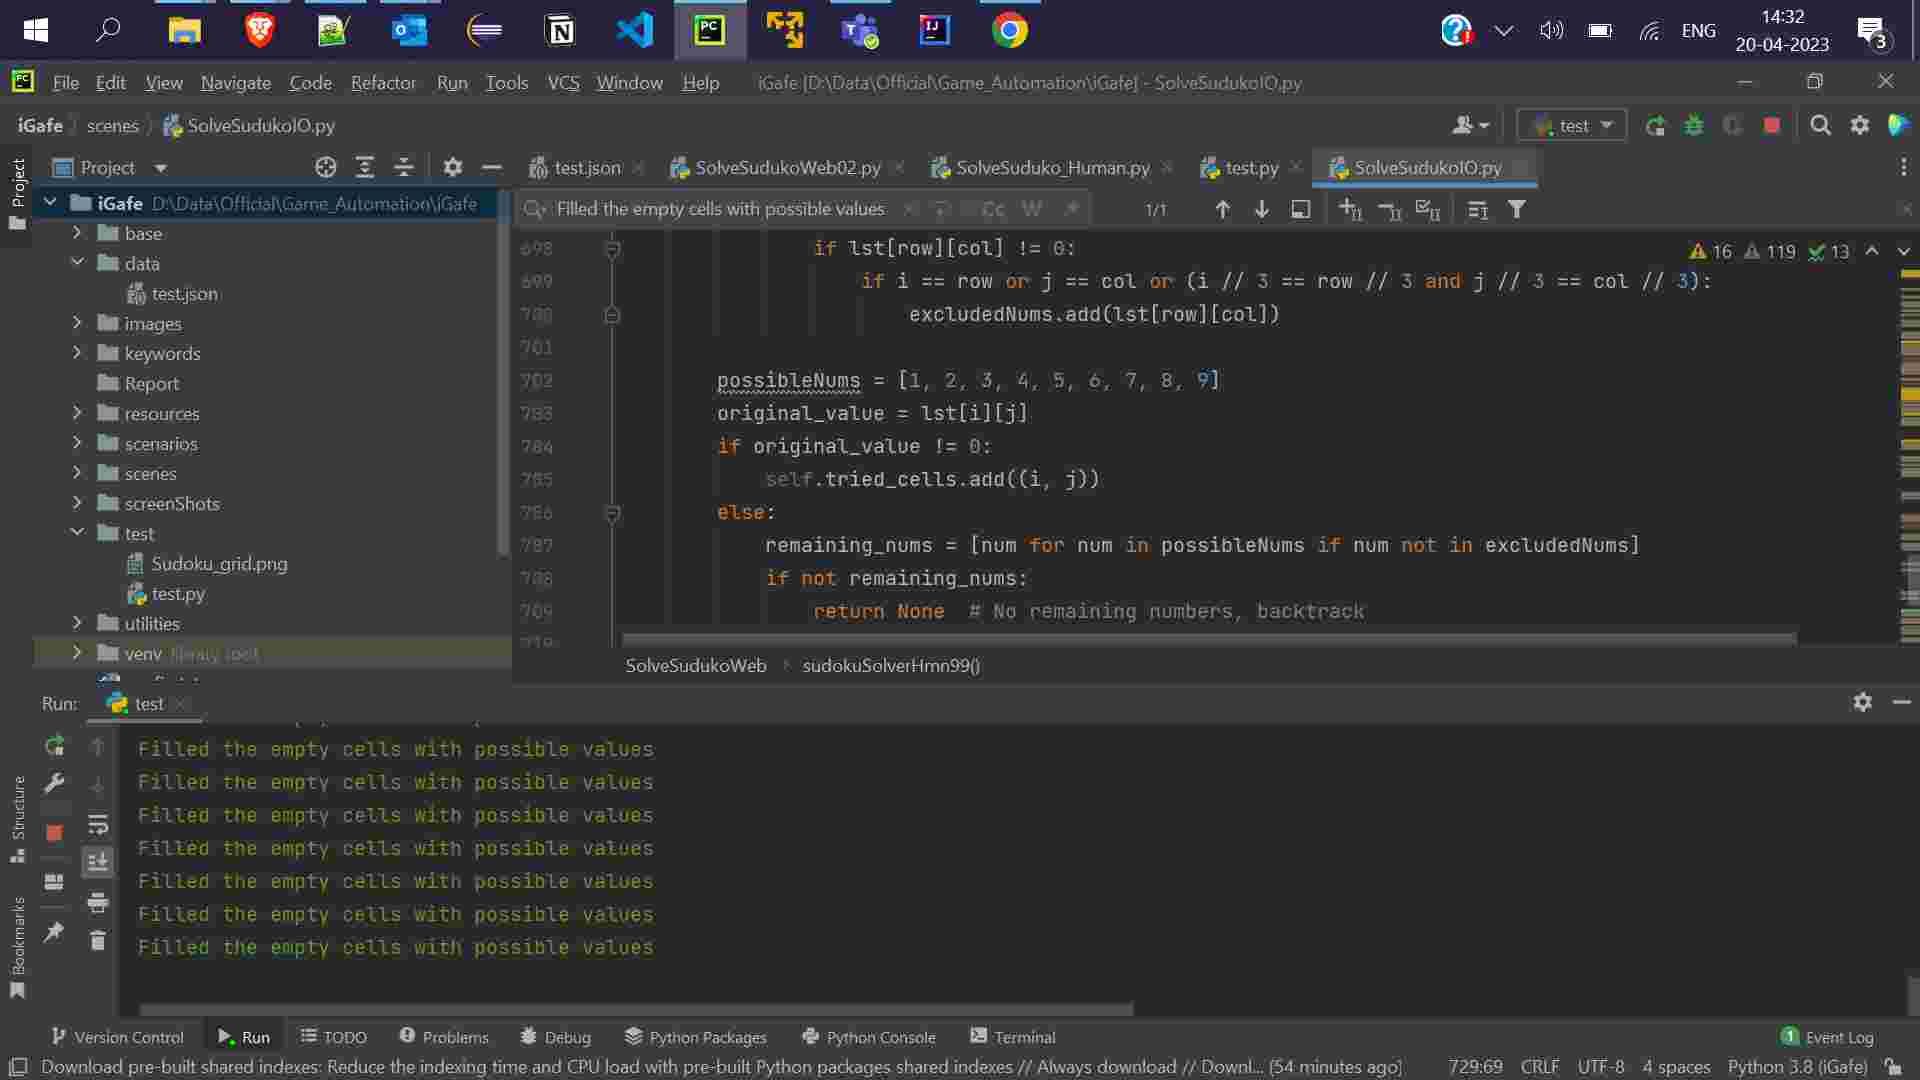 ENG
14:32
20-04-2023
3
File Edit View Navigate Code Refactor Run Tools VCS Window Help iGafe [D:\Data\Official\Game_Automation\iGafe] - SolveSudukoIO.py
iGafe scenes SolveSudukoIO.py
test
Project
Project
test.json
SolveSudukoWeb02.py
SolveSuduko_Human.py
test.py
SolveSudukoIO.py
iGafe D:\Data\Official\Game_Automation\iGafe
base
data
test.json
images
keywords
Report
resources
scenarios
scenes
screenShots
test
Sudoku_grid.png
test.py
utilities
venv library root
Filled the empty cells with possible values
Cc W
1/1
16 119 13
698 if lst[row][col] != 0:
699 if i == row or j == col or (i // 3 == row // 3 and j // 3 == col // 3):
700 excludedNums.add(lst[row][col])
701
702 possibleNums = [1, 2, 3, 4, 5, 6, 7, 8, 9]
703 original_value = lst[i][j]
704 if original_value != 0:
705 self.tried_cells.add((i, j))
706 else:
707 remaining_nums = [num for num in possibleNums if num not in excludedNums]
708 if not remaining_nums:
709 return None # No remaining numbers, backtrack
710
SolveSudukoWeb sudokuSolverHmn99()
Run: test
Filled the empty cells with possible values
Filled the empty cells with possible values
Filled the empty cells with possible values
Filled the empty cells with possible values
Filled the empty cells with possible values
Filled the empty cells with possible values
Filled the empty cells with possible values
Structure
Bookmarks
Version Control Run TODO Problems Debug Python Packages Python Console Terminal 1 Event Log
Download pre-built shared indexes: Reduce the indexing time and CPU load with pre-built Python packages shared indexes // Always download // Downl... (54 minutes ago) 729:69 CRLF UTF-8 4 spaces Python 3.8 (iGafe)